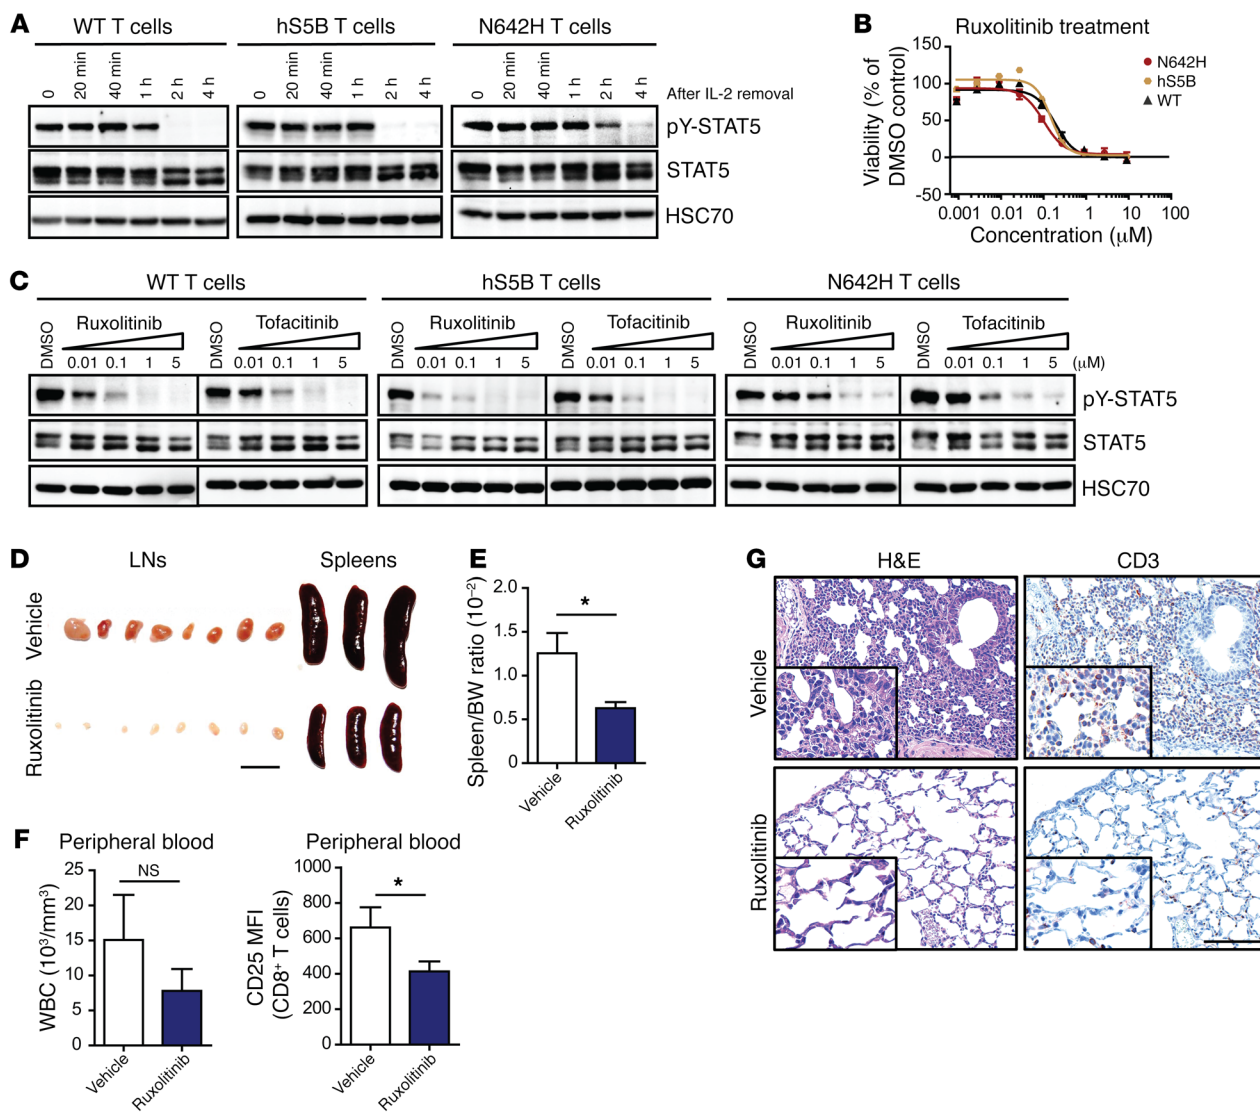 A
WT T cells
hS5B T cells
N642H T cells
0 20 min 40 min 1 h 2 h 4 h
0 20 min 40 min 1 h 2 h 4 h
0 20 min 40 min 1 h 2 h 4 h
After IL-2 removal
pY-STAT5
STAT5
HSC70
B
Ruxolitinib treatment
Viability (% of
DMSO control)
150
100
50
0
-50
N642H
hS5B
WT
0.001 0.01 0.1 1 10 100
Concentration (μM)
C
WT T cells
hS5B T cells
N642H T cells
DMSO Ruxolitinib DMSO Tofacitinib
DMSO Ruxolitinib DMSO Tofacitinib
DMSO Ruxolitinib DMSO Tofacitinib
0.01 0.1 1 5 0.01 0.1 1 5
0.01 0.1 1 5 0.01 0.1 1 5
0.01 0.1 1 5 0.01 0.1 1 5 (μM)
pY-STAT5
STAT5
HSC70
D
LNs
Spleens
Vehicle
Ruxolitinib
E
Spleen/BW ratio (10⁻²)
2.0
1.5
1.0
0.5
0
*
Vehicle
Ruxolitinib
F
Peripheral blood
WBC (10³/mm³)
25
20
15
10
5
0
NS
Vehicle
Ruxolitinib
Peripheral blood
CD25 MFI
(CD8⁺ T cells)
1000
800
600
400
200
0
*
Vehicle
Ruxolitinib
G
H&E
CD3
Vehicle
Ruxolitinib